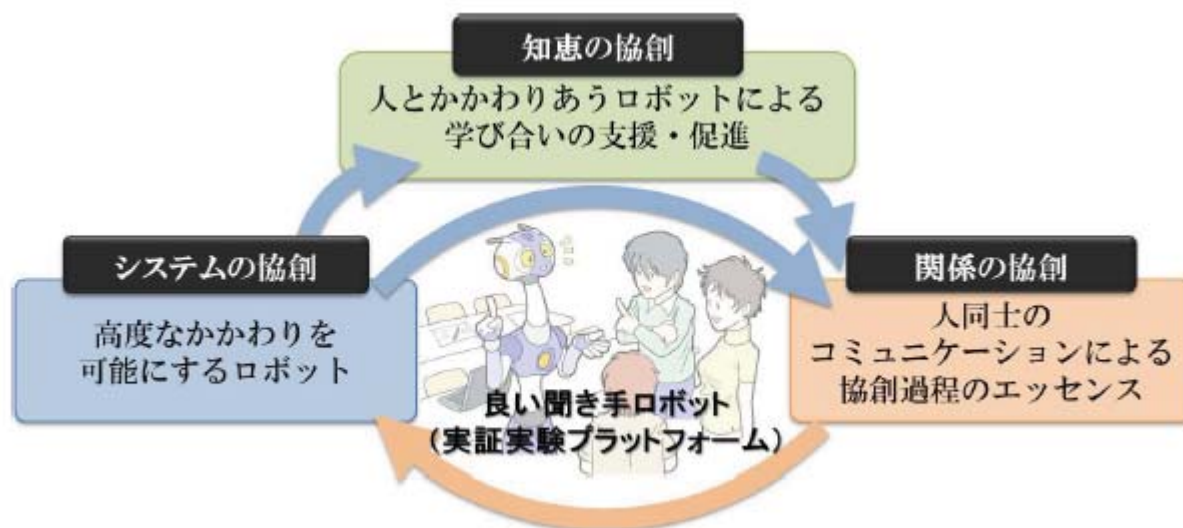 知恵の協創
人とかかわりあうロボットによる
学び合いの支援・促進
システムの協創
高度なかかわりを
可能にするロボット
関係の協創
人同士の
コミュニケーションによる
協創過程のエッセンス
良い聞き手ロボット
（実証実験プラットフォーム）